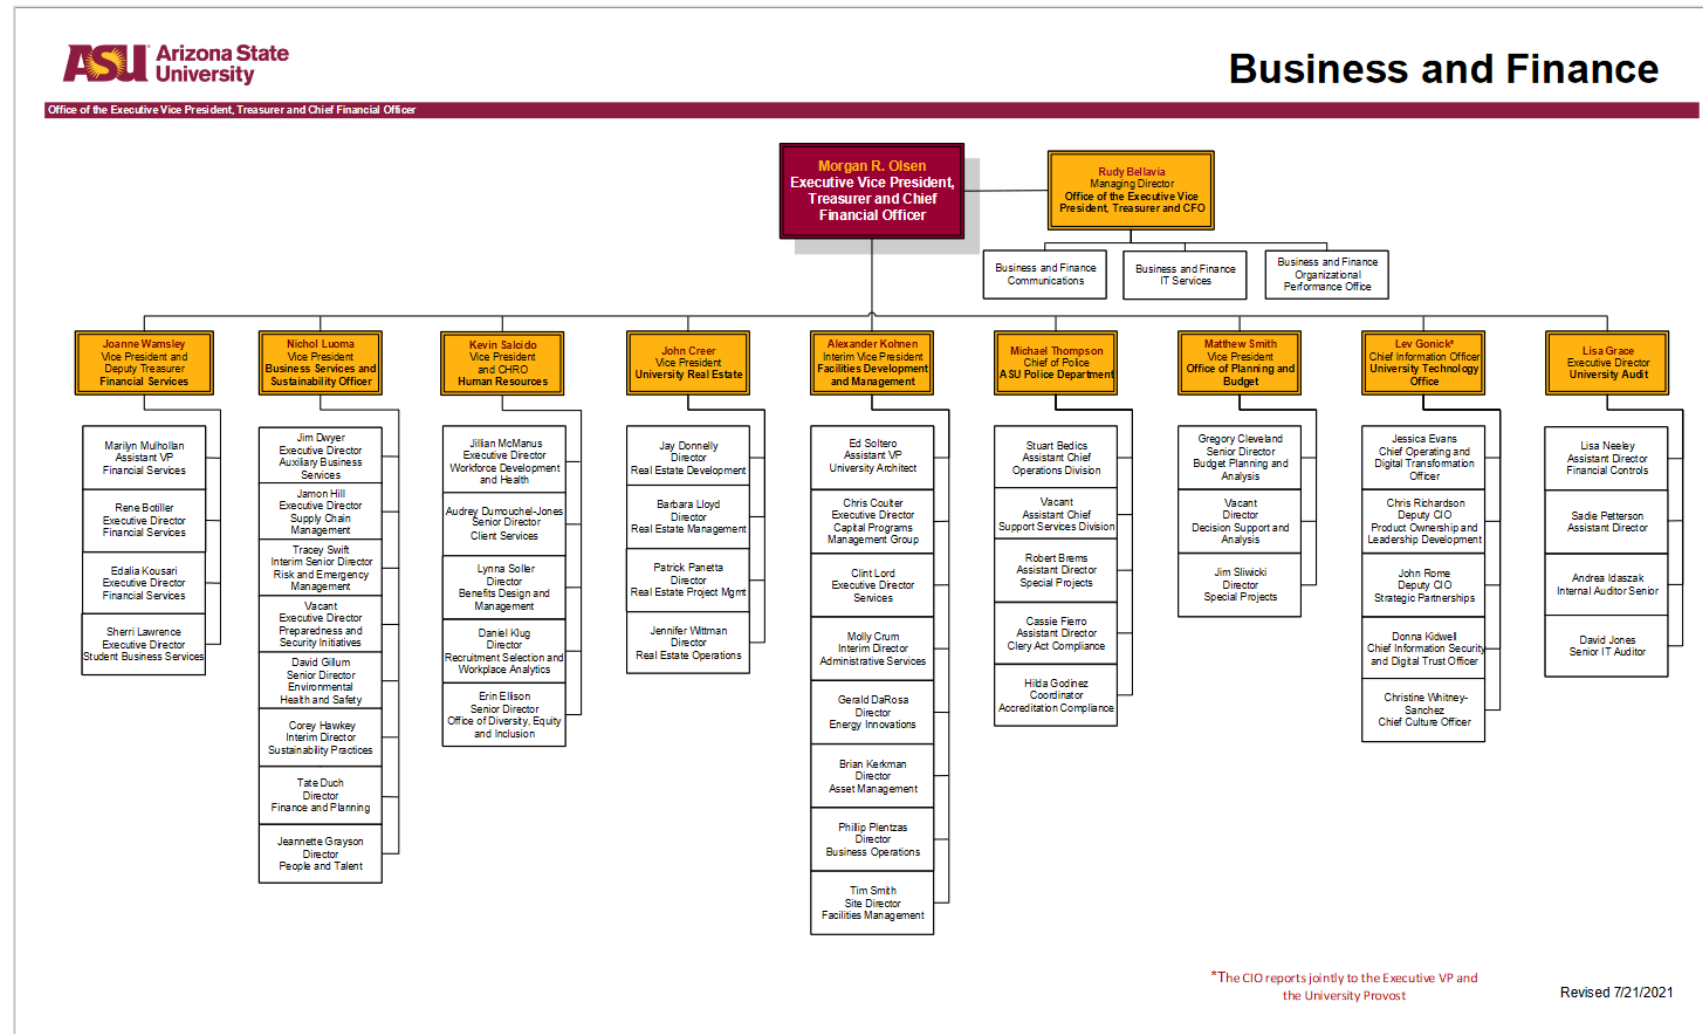 ASU Arizona State
University
Business and Finance
Office of the Executive Vice President, Treasurer and Chief Financial Officer
Morgan R. Olsen
Executive Vice President,
Treasurer and Chief
Financial Officer
Rudy Bellavia
Managing Director
Office of the Executive Vice
President, Treasurer and CFO
Business and Finance
Communications
Business and Finance
IT Services
Business and Finance
Organizational
Performance Office
Joanne Wamsley
Vice President and
Deputy Treasurer
Financial Services
Marilyn Mulhollan
Assistant VP
Financial Services
Rene Botiller
Executive Director
Financial Services
Edalia Kousari
Executive Director
Financial Services
Sherri Lawrence
Executive Director
Student Business Services
Nichol Luoma
Vice President
Business Services and
Sustainability Officer
Jim Dwyer
Executive Director
Auxiliary Business
Services
Jamon Hill
Executive Director
Supply Chain
Management
Tracey Swift
Interim Senior Director
Risk and Emergency
Management
Vacant
Executive Director
Preparedness and
Security Initiatives
David Gillum
Senior Director
Environmental
Health and Safety
Corey Hawkey
Interim Director
Sustainability Practices
Tate Duch
Director
Finance and Planning
Jeannette Grayson
Director
People and Talent
Kevin Salcido
Vice President
and CHRO
Human Resources
Jillian McManus
Executive Director
Workforce Development
and Health
Audrey Dumouchel-Jones
Senior Director
Client Services
Lynna Soller
Director
Benefits Design and
Management
Daniel Klug
Director
Recruitment Selection and
Workplace Analytics
Erin Ellison
Senior Director
Office of Diversity, Equity
and Inclusion
John Creer
Vice President
University Real Estate
Jay Donnelly
Director
Real Estate Development
Barbara Lloyd
Director
Real Estate Management
Patrick Panetta
Director
Real Estate Project Mgmt
Jennifer Wittman
Director
Real Estate Operations
Alexander Kohnen
Interim Vice President
Facilities Development
and Management
Ed Soltero
Assistant VP
University Architect
Chris Coulter
Executive Director
Capital Programs
Management Group
Clint Lord
Executive Director
Services
Molly Crum
Interim Director
Administrative Services
Gerald DaRosa
Director
Energy Innovations
Brian Kerkman
Director
Asset Management
Phillip Plentzas
Director
Business Operations
Tim Smith
Site Director
Facilities Management
Michael Thompson
Chief of Police
ASU Police Department
Stuart Bedics
Assistant Chief
Operations Division
Vacant
Assistant Chief
Support Services Division
Robert Brems
Assistant Director
Special Projects
Cassie Fierro
Assistant Director
Clery Act Compliance
Hilda Godinez
Coordinator
Accreditation Compliance
Matthew Smith
Vice President
Office of Planning and
Budget
Gregory Cleveland
Senior Director
Budget Planning and
Analysis
Vacant
Director
Decision Support and
Analysis
Jim Sliwicki
Director
Special Projects
Lev Gonick*
Chief Information Officer
University Technology
Office
Jessica Evans
Chief Operating and
Digital Transformation
Officer
Chris Richardson
Deputy CIO
Product Ownership and
Leadership Development
John Rome
Deputy CIO
Strategic Partnerships
Donna Kidwell
Chief Information Security
and Digital Trust Officer
Christine Whitney-
Sanchez
Chief Culture Officer
Lisa Grace
Executive Director
University Audit
Lisa Neeley
Assistant Director
Financial Controls
Sadie Petterson
Assistant Director
Andrea Idaszak
Internal Auditor Senior
David Jones
Senior IT Auditor
*The CIO reports jointly to the Executive VP and
the University Provost
Revised 7/21/2021